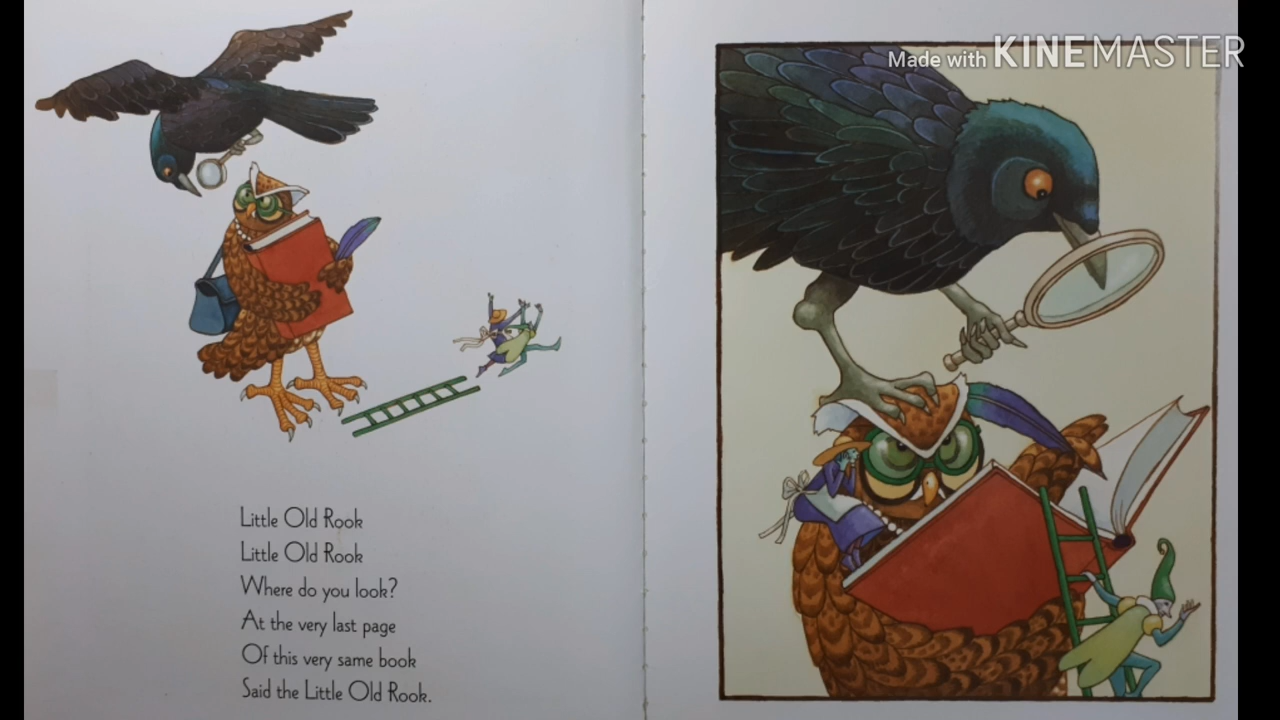 Made with KINEMASTER
Little Old Rook
Little Old Rook
Where do you look?
At the very last page
Of this very same book
Said the Little Old Rook.